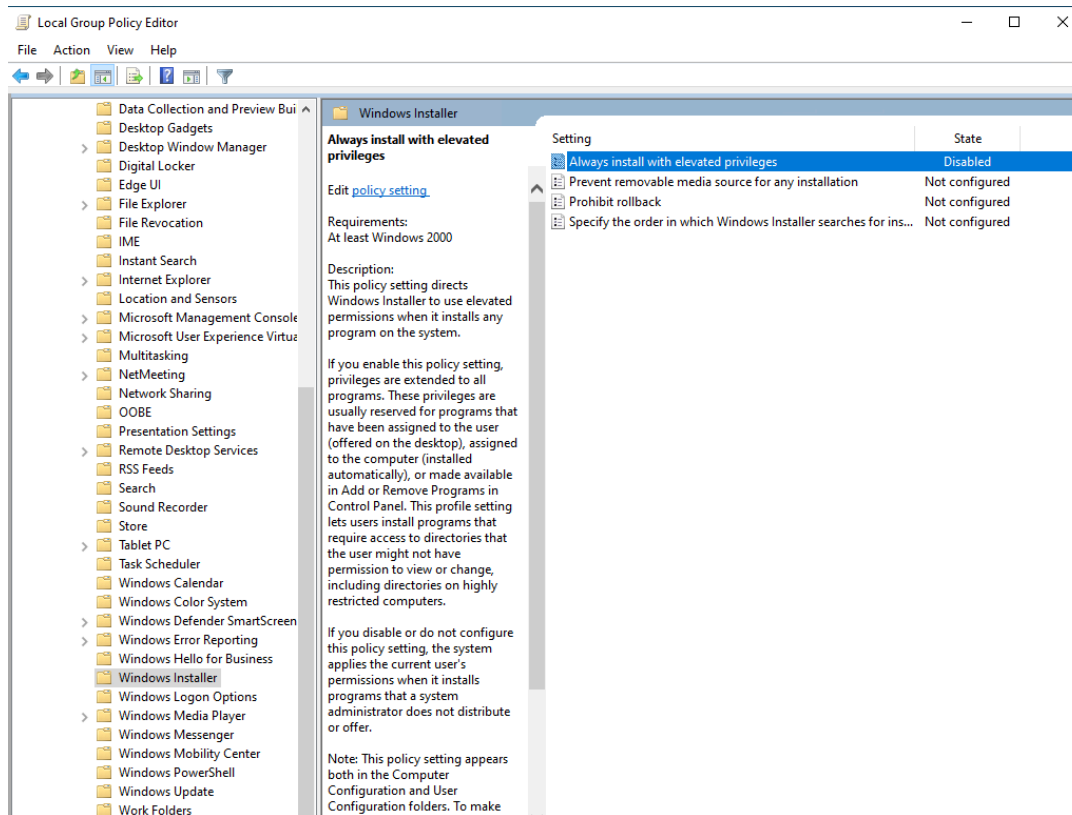 Local Group Policy Editor
File Action View Help
Data Collection and Preview Bui
Desktop Gadgets
Desktop Window Manager
Digital Locker
Edge UI
File Explorer
File Revocation
IME
Instant Search
Internet Explorer
Location and Sensors
Microsoft Management Console
Microsoft User Experience Virtua
Multitasking
NetMeeting
Network Sharing
OOBE
Presentation Settings
Remote Desktop Services
RSS Feeds
Search
Sound Recorder
Store
Tablet PC
Task Scheduler
Windows Calendar
Windows Color System
Windows Defender SmartScreen
Windows Error Reporting
Windows Hello for Business
Windows Installer
Windows Logon Options
Windows Media Player
Windows Messenger
Windows Mobility Center
Windows PowerShell
Windows Update
Work Folders
Windows Installer
Always install with elevated
privileges
Edit policy setting
Requirements:
At least Windows 2000
Description:
This policy setting directs
Windows Installer to use elevated
permissions when it installs any
program on the system.
If you enable this policy setting,
privileges are extended to all
programs. These privileges are
usually reserved for programs that
have been assigned to the user
(offered on the desktop), assigned
to the computer (installed
automatically), or made available
in Add or Remove Programs in
Control Panel. This profile setting
lets users install programs that
require access to directories that
the user might not have
permission to view or change,
including directories on highly
restricted computers.
If you disable or do not configure
this policy setting, the system
applies the current user's
permissions when it installs
programs that a system
administrator does not distribute
or offer.
Note: This policy setting appears
both in the Computer
Configuration and User
Configuration folders. To make
Setting State
Always install with elevated privileges Disabled
Prevent removable media source for any installation Not configured
Prohibit rollback Not configured
Specify the order in which Windows Installer searches for ins... Not configured